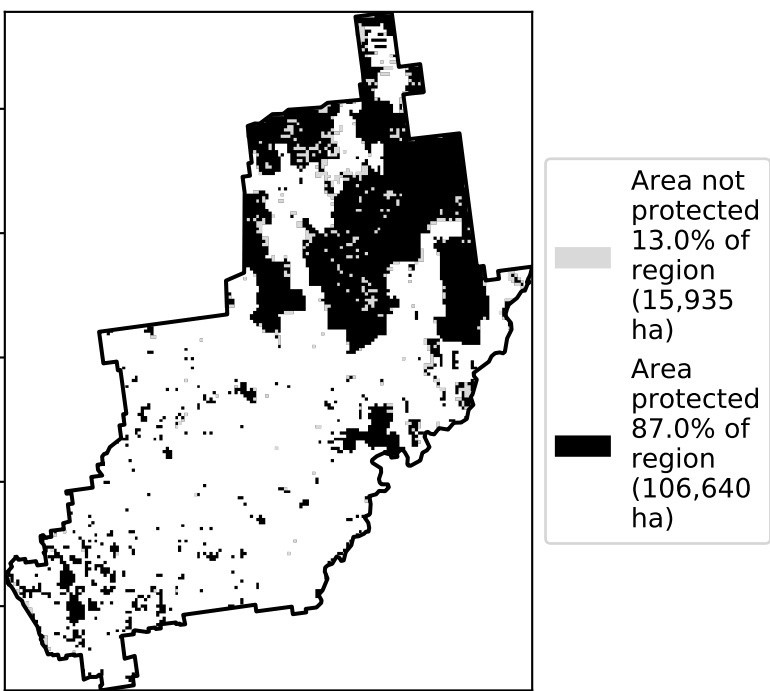 Area not
protected
13.0% of
region
(15,935
ha)
Area
protected
87.0% of
region
(106,640
ha)